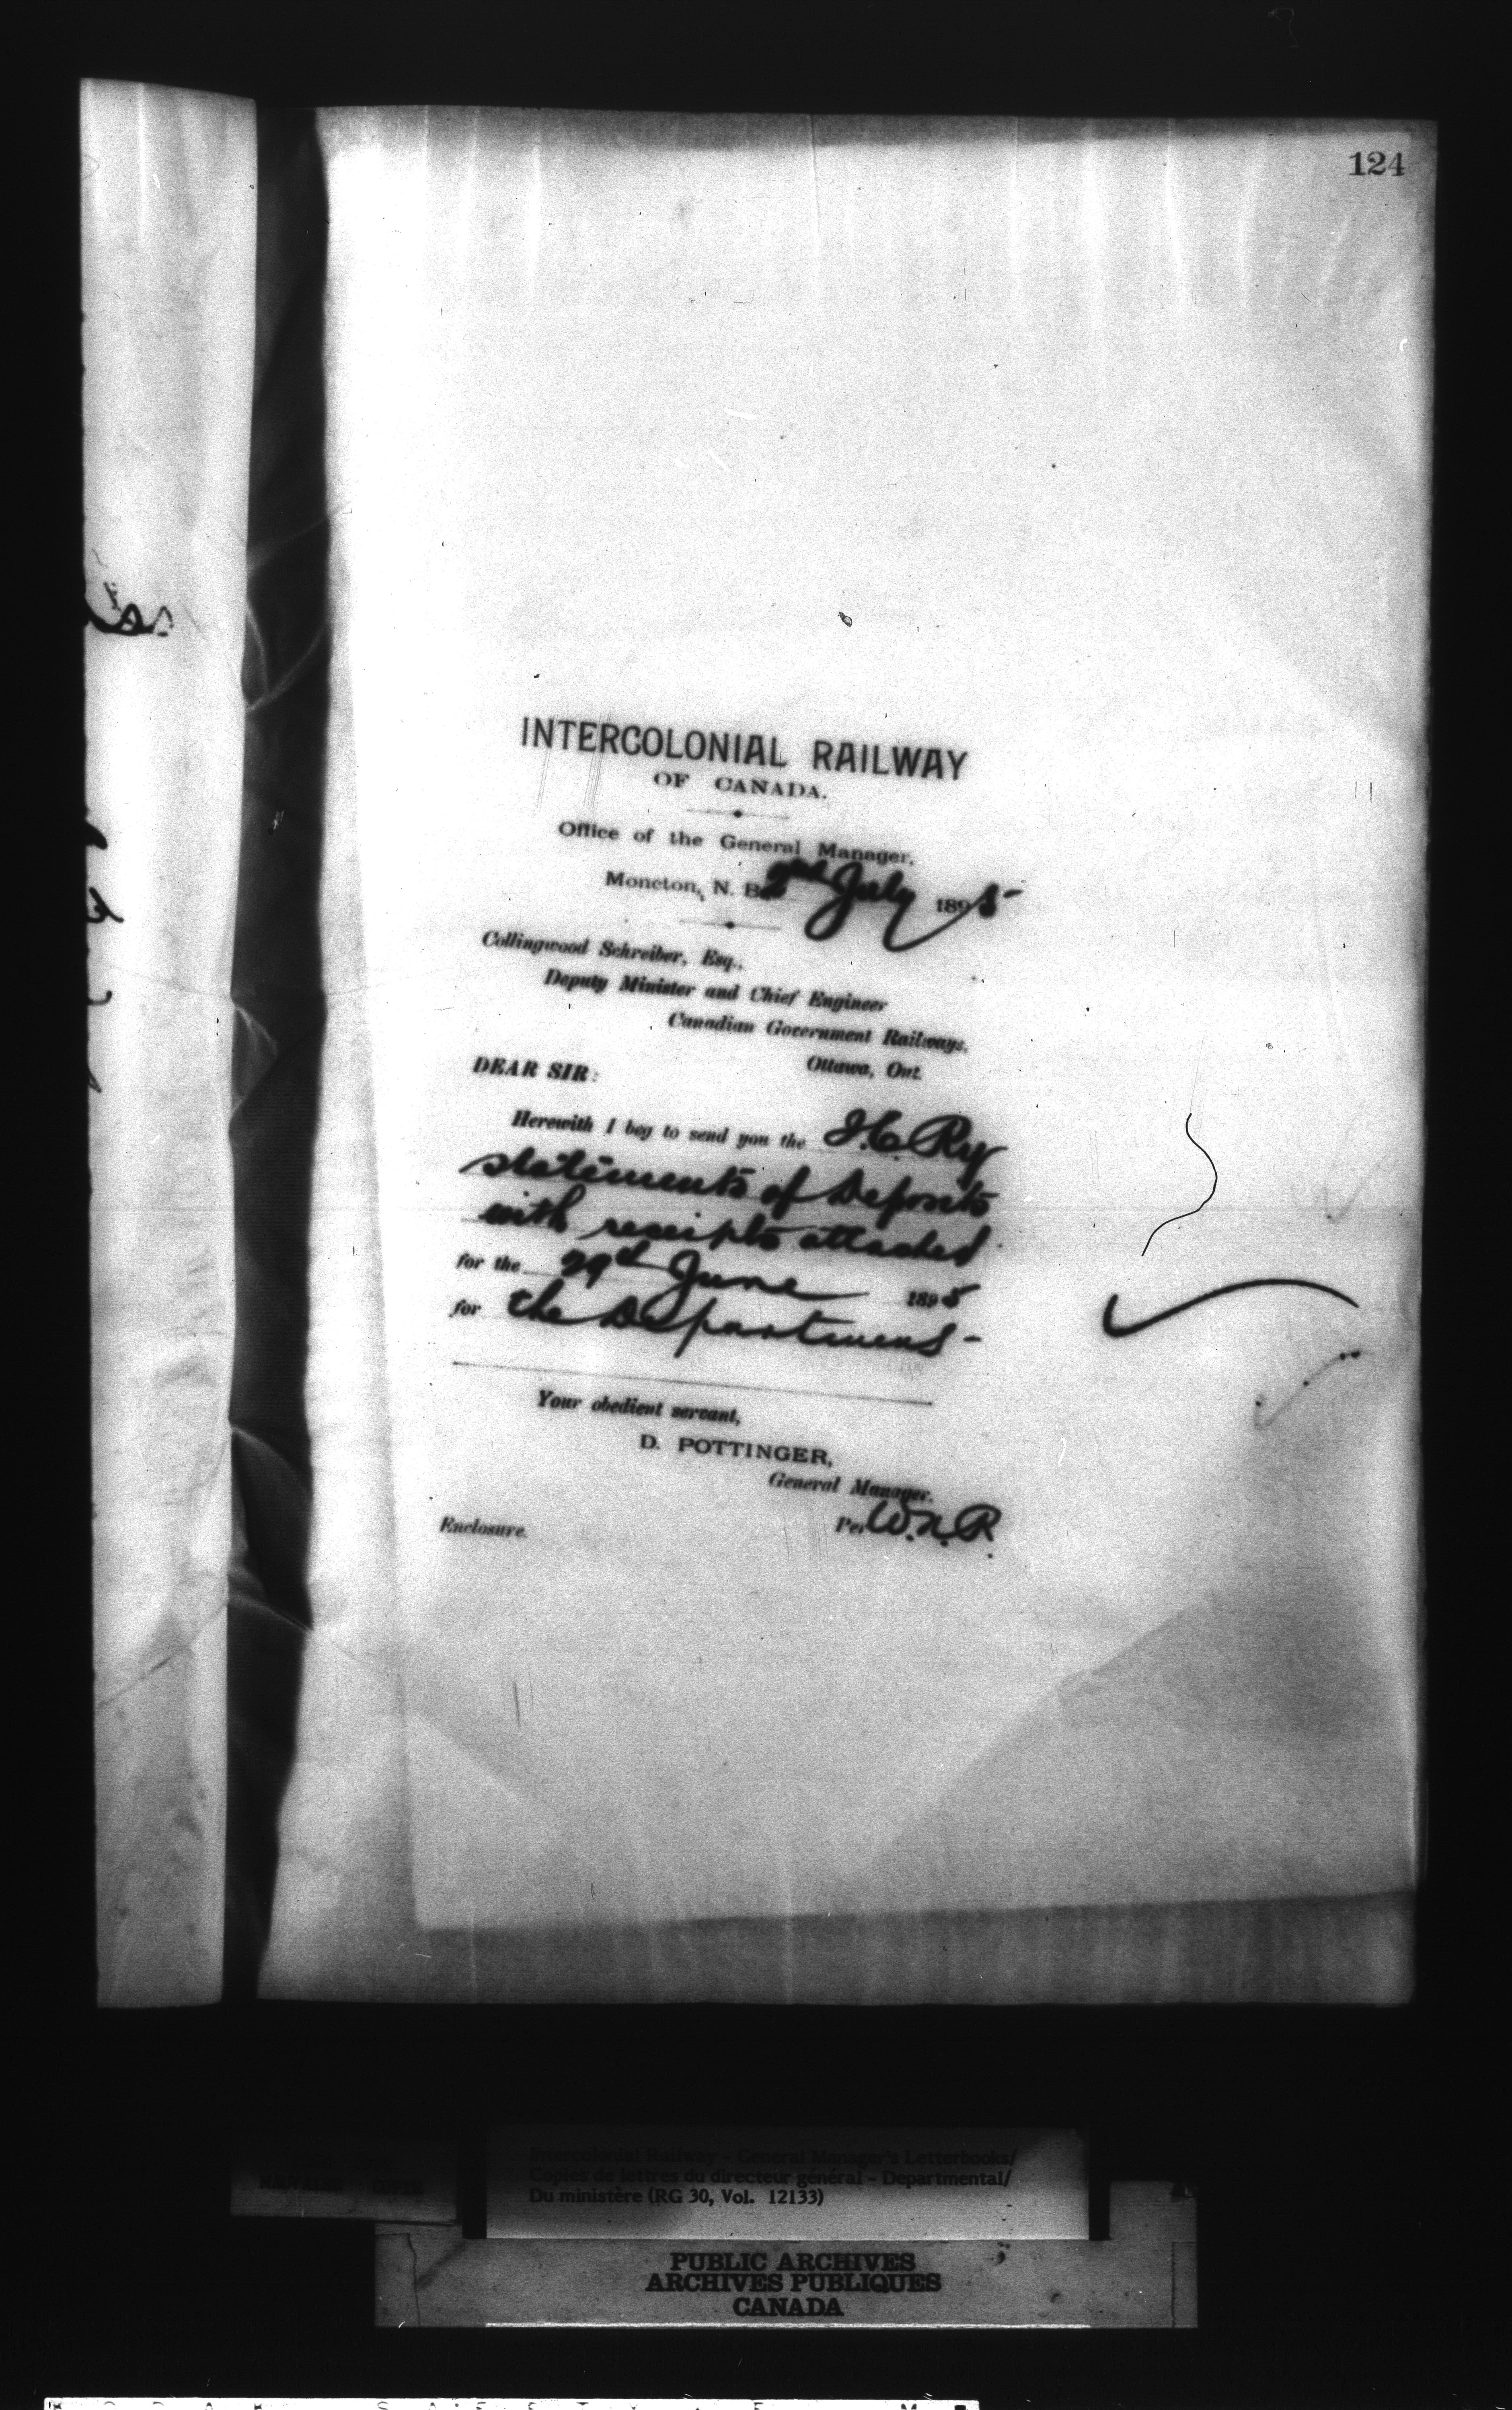 124
INTERCOLONIAL RAILWAY
OF CANADA.
Office of the General Manager,
Moncton, N. B. 2nd July 1895
Collingwood Schreiber, Esq.,
Deputy Minister and Chief Engineer
Canadian Government Railways,
Ottawa, Ont.
DEAR SIR:
Herewith I beg to send you the I.C. Ry
statements of Deposits
with receipts attached
for the 29th June 1895
for the Department
Your obedient servant,
D. POTTINGER,
General Manager.
Per W.N.R.
Enclosure.
Intercolonial Railway - General Manager's Letterbooks/
Copies de lettres du directeur général - Departmental/
Du ministère (RG 30, Vol. 12133)
PUBLIC ARCHIVES
ARCHIVES PUBLIQUES
CANADA